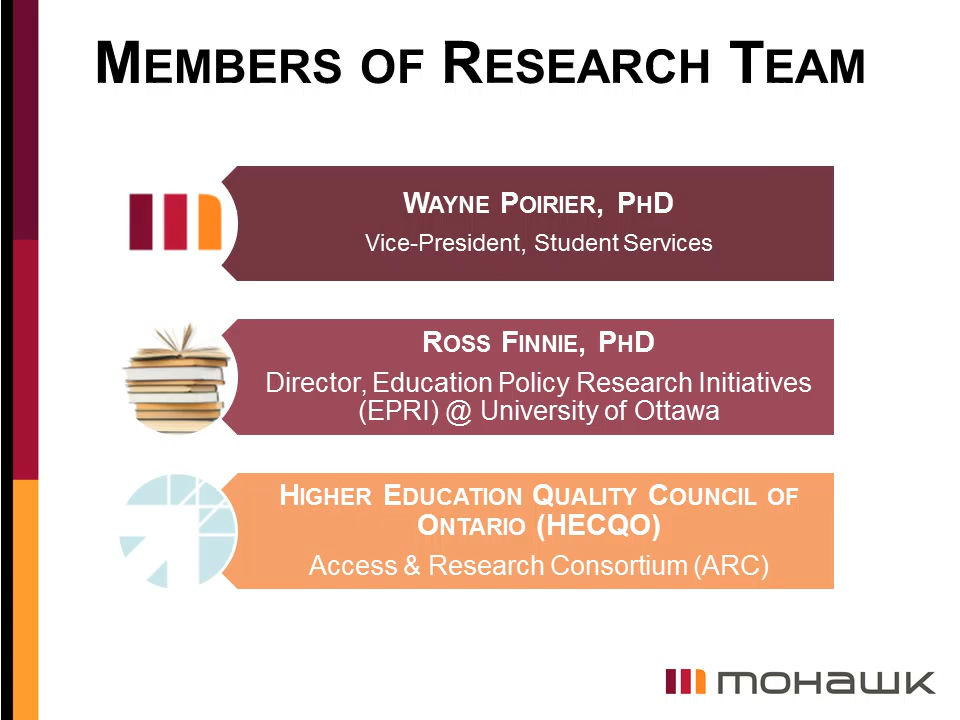 Members of Research Team
Wayne Poirier, PhD
Vice-President, Student Services
Ross Finnie, PhD
Director, Education Policy Research Initiatives
(EPRI) @ University of Ottawa
Higher Education Quality Council of
Ontario (HECQO)
Access & Research Consortium (ARC)
mohawk